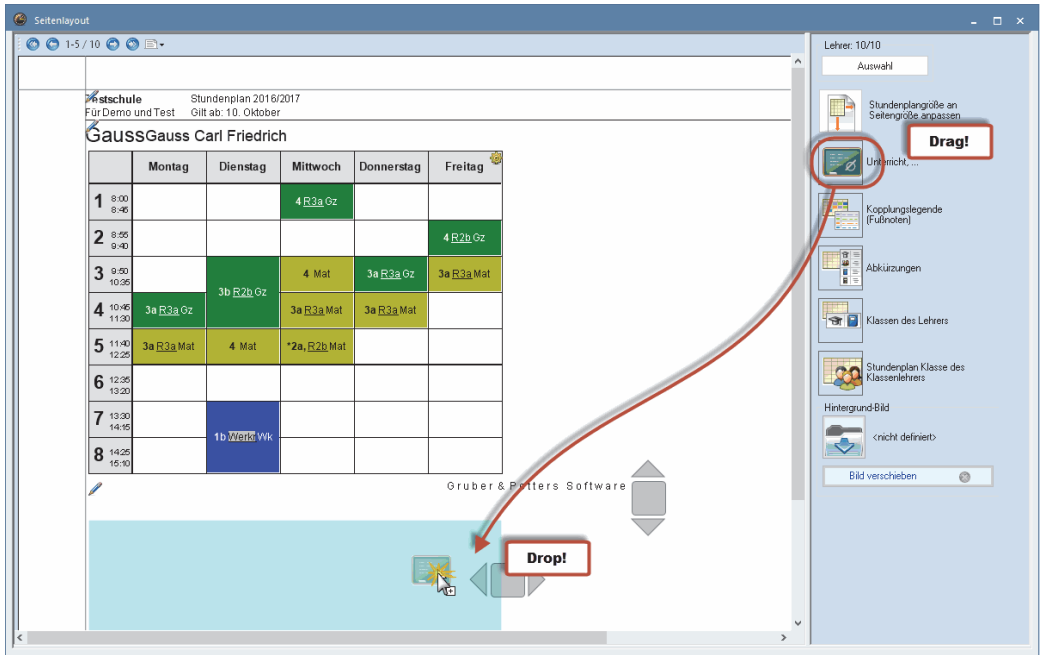 Seitenlayout
1-5 / 10
Lehrer: 10/10
Auswahl
Stundenplangröße an
Seitengröße anpassen
Drag!
Unterricht, ...
Kopplungslegende
(Fußnoten)
Abkürzungen
Klassen des Lehrers
Stundenplan Klasse des
Klassenlehrers
Hintergrund-Bild
<nicht definiert>
Bild verschieben
Testschule Stundenplan 2016/2017
Für Demo und Test Gilt ab: 10. Oktober
GaussGauss Carl Friedrich
Montag Dienstag Mittwoch Donnerstag Freitag
1 8:00 8:45 4 R3a Gz
2 8:55 9:40 4 R2b Gz
3 9:50 10:35 3b R2b Gz 4 Mat 3a R3a Gz 3a R3a Mat
4 10:45 11:30 3a R3a Gz 3a R3a Mat 3a R3a Mat
5 11:40 12:25 3a R3a Mat 4 Mat *2a, R2b Mat
6 12:35 13:20
7 13:30 14:15 1b Werkr Wk
8 14:25 15:10
Gruber & Petters Software
Drop!